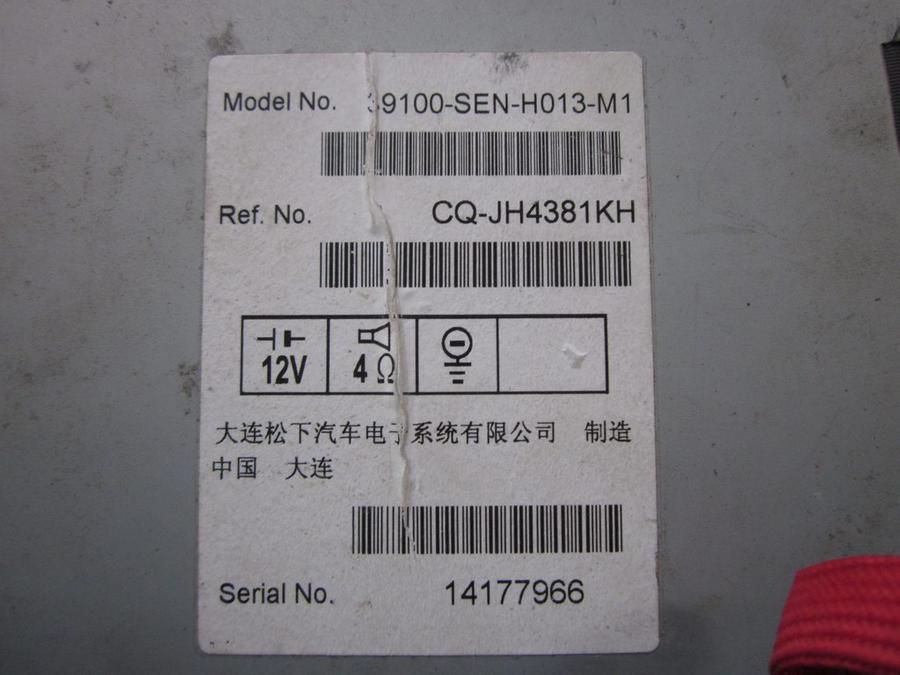 Model No. 39100-SEN-H013-M1
Ref. No. CQ-JH4381KH
12V 4 Ω
大连松下汽车电子系统有限公司 制造
中国 大连
Serial No. 14177966